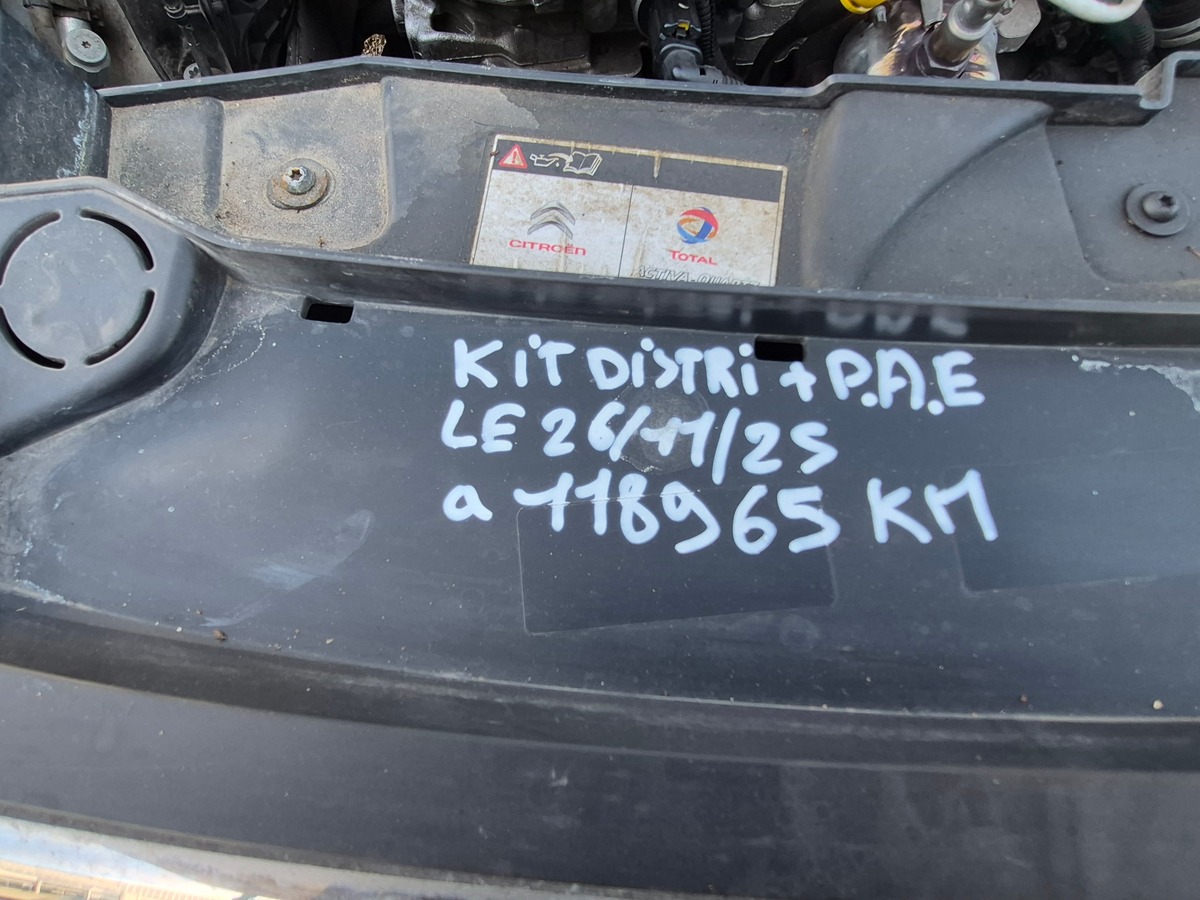 CITROËN
TOTAL
KIT DISTRI + P.A.E
LE 26/11/25
a 118965 KM